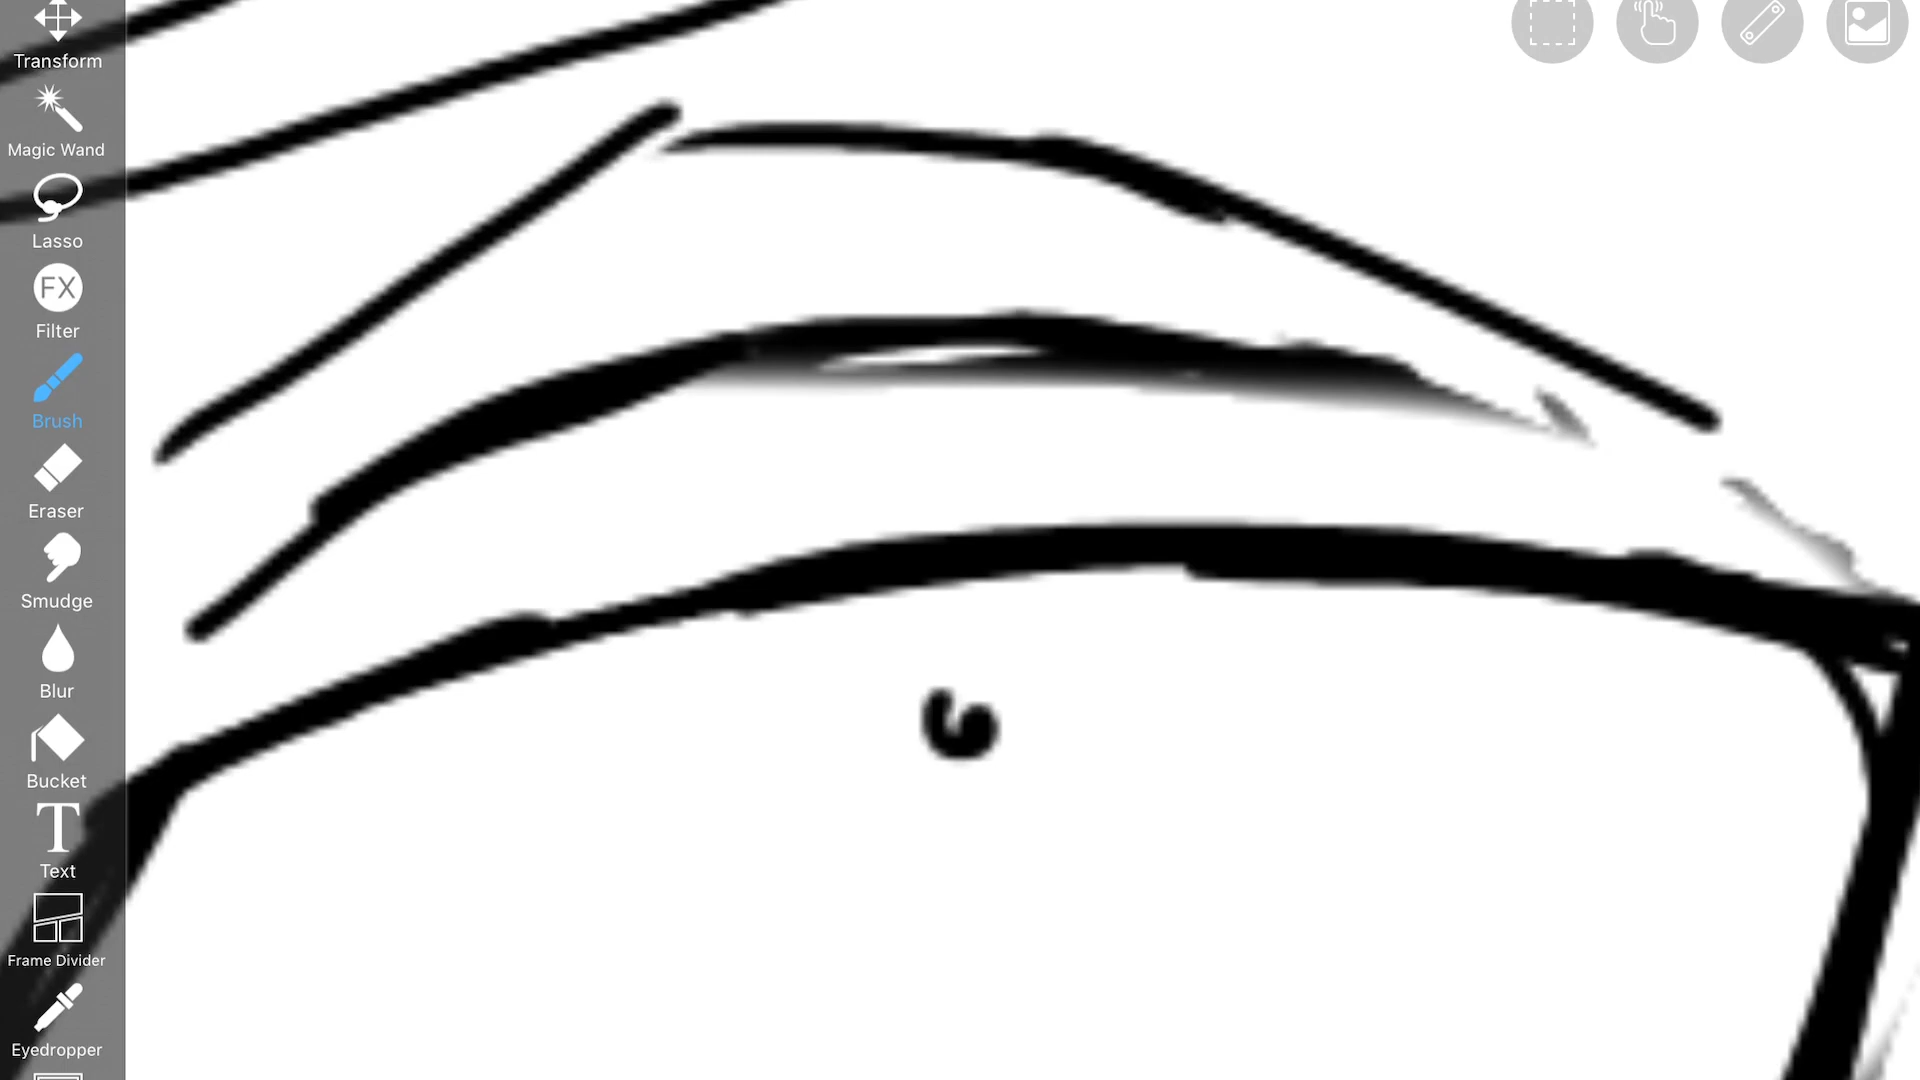 Transform
Magic Wand
Lasso
FX
Filter
Brush
Eraser
Smudge
Blur
Bucket
T
Text
Frame Divider
Eyedropper